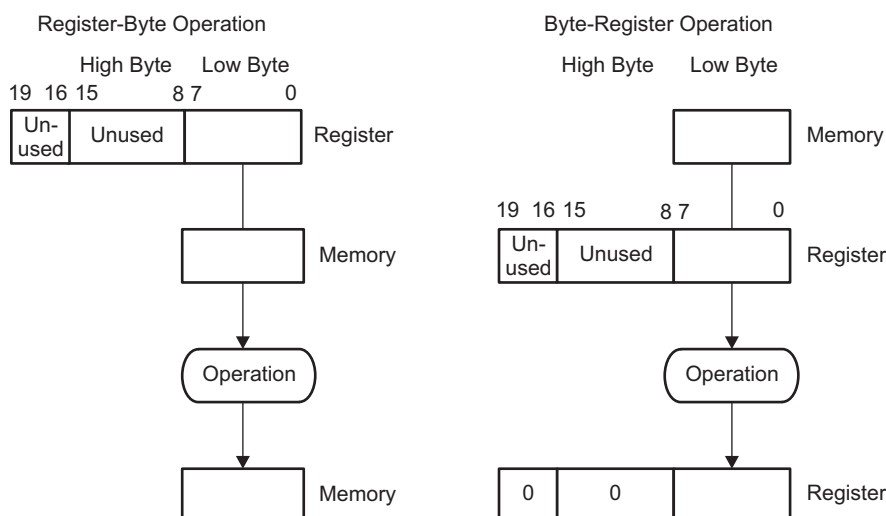 Register-Byte Operation
High Byte Low Byte
19 16 15 8 7 0
Un-
used
Unused
Register
Memory
Operation
Memory
Byte-Register Operation
High Byte Low Byte
Memory
19 16 15 8 7 0
Un-
used
Unused
Register
Operation
0 0 Register